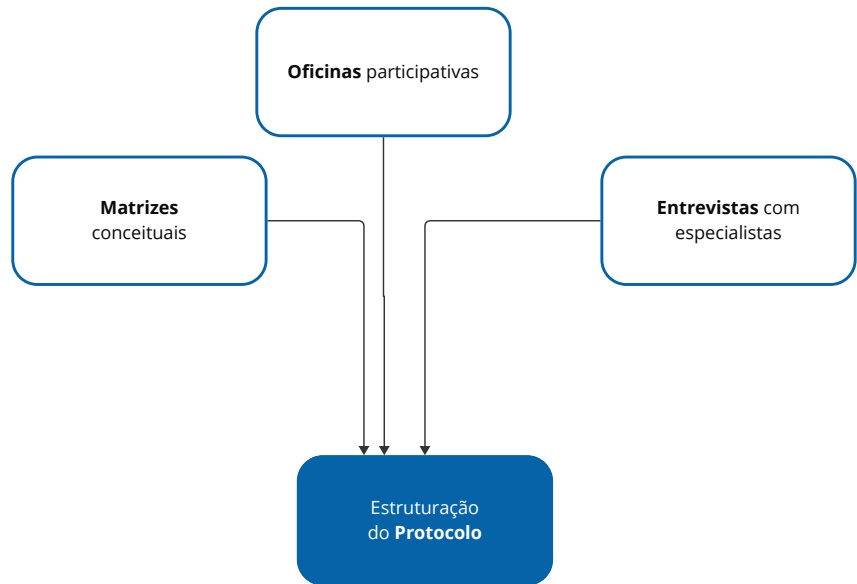 Oficinas participativas
Matrizes
conceituais
Entrevistas com
especialistas
Estruturação
do Protocolo